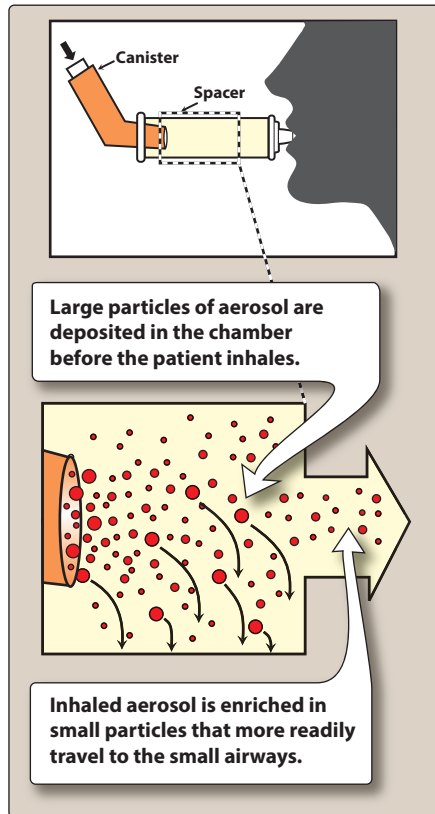 Canister
Spacer
Large particles of aerosol are
deposited in the chamber
before the patient inhales.
Inhaled aerosol is enriched in
small particles that more readily
travel to the small airways.